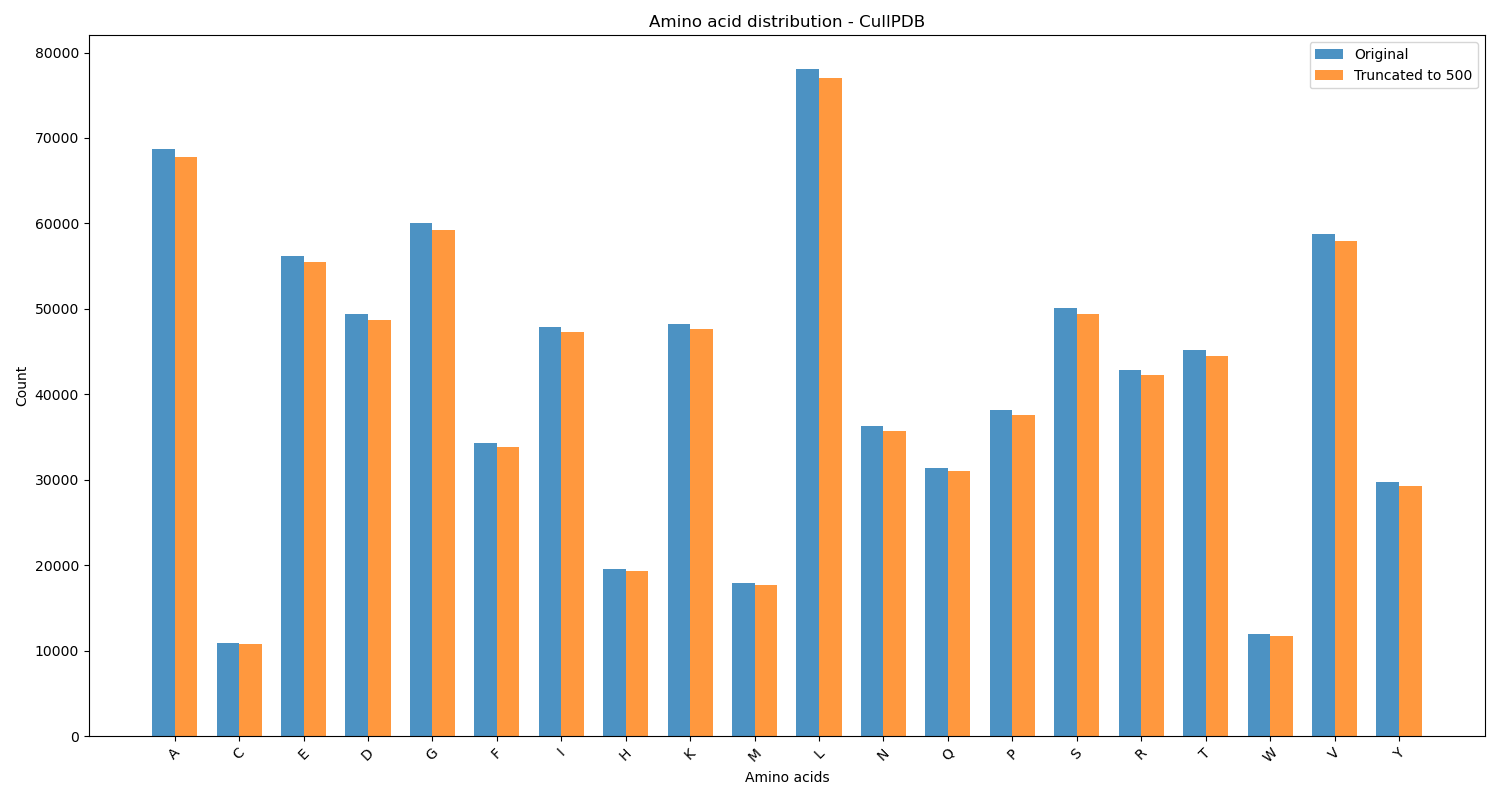 Amino acid distribution - CullPDB
Original
Truncated to 500
Count
80000
70000
60000
50000
40000
30000
20000
10000
0
A C E D G F I H K M L N Q P S R T W V Y
Amino acids